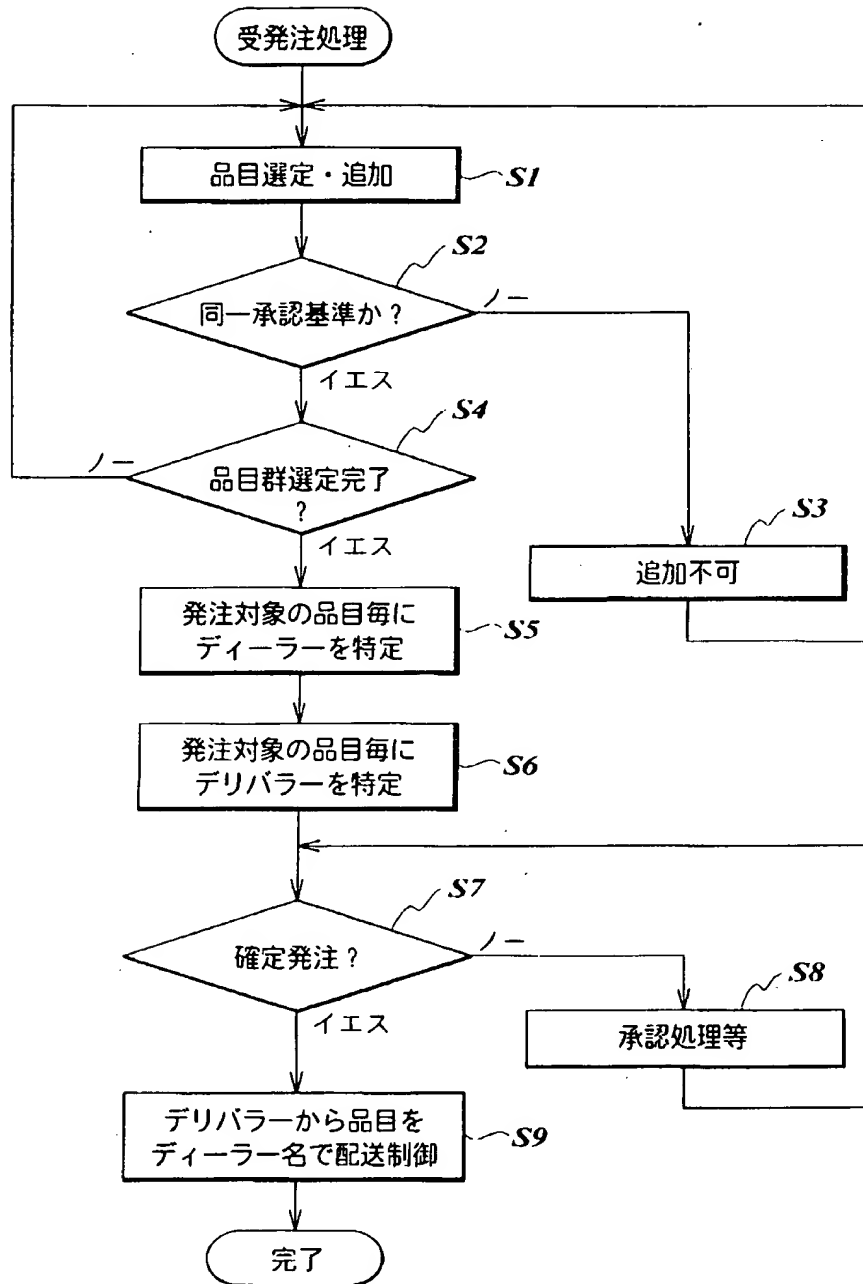 受発注処理
品目選定・追加
S1
S2
同一承認基準か？
ノー
イエス
S4
ノー
品目群選定完了
？
イエス
S3
追加不可
発注対象の品目毎に
ディーラーを特定
S5
発注対象の品目毎に
デリバラーを特定
S6
S7
確定発注？
ノー
イエス
S8
承認処理等
デリバラーから品目を
ディーラー名で配送制御
S9
完了